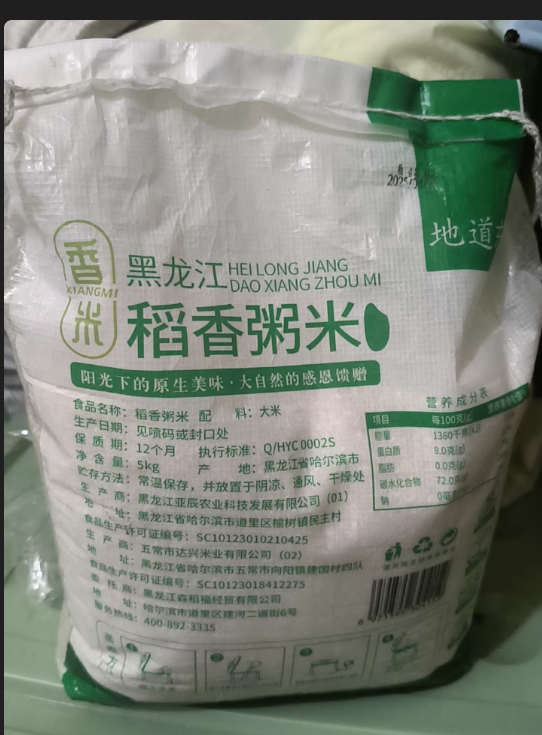 地道
香
XIANGMI
米
黑龙江 HEI LONG JIANG
DAO XIANG ZHOU MI
稻香粥米
阳光下的原生美味·大自然的感恩馈赠
食品名称：稻香粥米 配 料：大米
生产日期：见喷码或封口处
保质期：12个月 执行标准：Q/HYC 0002S
净含量：5kg 产 地：黑龙江省哈尔滨市
贮存方法：常温保存，并放置于阴凉、通风、干燥处
生产商：黑龙江亚辰农业科技发展有限公司（01）
地 址：黑龙江省哈尔滨市道里区榆树镇民主村
食品生产许可证编号：SC10123010210425
生产商：五常市达兴米业有限公司（02）
地 址：黑龙江省哈尔滨市五常市向阳镇建国村四队
食品生产许可证编号：SC10123018412275
委托商：黑龙江森稻福经贸有限公司
地 址：哈尔滨市道里区建河二道街6号
服务热线：400-892-3335
营养成分表
项目 每100克(g)
能量 1360千焦
蛋白质 8.0克(g)
脂肪 0.0克(g)
碳水化合物 72.0克
钠 0毫克